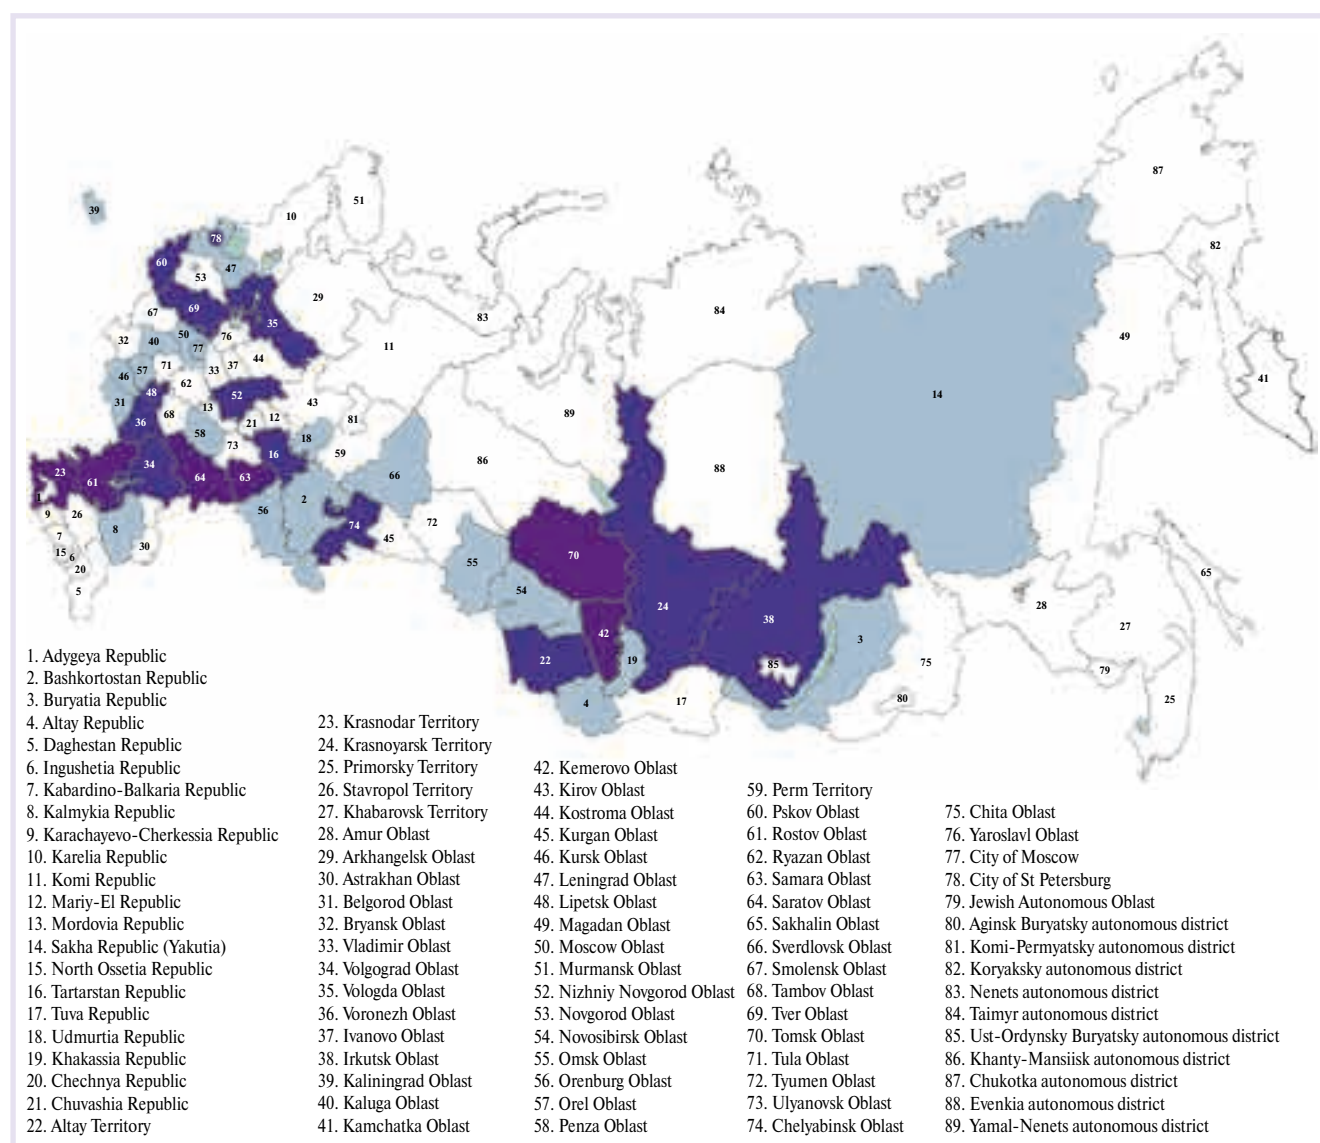 51
87
10
39
78
82
60
47
53
29
84
69
83
67
35
49
50
76
32
40
77
11
44
71
33
37
41
46
57
62
89
14
48
52
31
13
43
68
12
36
21
81
58
18
73
59
34
16
86
88
23
66
61
64
63
1
2
9
26
56
72
74
8
7
45
30
70
15
6
55
20
65
5
54
24
28
38
27
42
3
22
19
85
75
79
17
80
4
25
1. Adygeya Republic
2. Bashkortostan Republic
3. Buryatia Republic
4. Altay Republic
5. Daghestan Republic
6. Ingushetia Republic
7. Kabardino-Balkaria Republic
8. Kalmykia Republic
9. Karachayevo-Cherkessia Republic
10. Karelia Republic
11. Komi Republic
12. Mariy-El Republic
13. Mordovia Republic
14. Sakha Republic (Yakutia)
15. North Ossetia Republic
16. Tartarstan Republic
17. Tuva Republic
18. Udmurtia Republic
19. Khakassia Republic
20. Chechnya Republic
21. Chuvashia Republic
22. Altay Territory
23. Krasnodar Territory
24. Krasnoyarsk Territory
25. Primorsky Territory
26. Stavropol Territory
27. Khabarovsk Territory
28. Amur Oblast
29. Arkhangelsk Oblast
30. Astrakhan Oblast
31. Belgorod Oblast
32. Bryansk Oblast
33. Vladimir Oblast
34. Volgograd Oblast
35. Vologda Oblast
36. Voronezh Oblast
37. Ivanovo Oblast
38. Irkutsk Oblast
39. Kaliningrad Oblast
40. Kaluga Oblast
41. Kamchatka Oblast
42. Kemerovo Oblast
43. Kirov Oblast
44. Kostroma Oblast
45. Kurgan Oblast
46. Kursk Oblast
47. Leningrad Oblast
48. Lipetsk Oblast
49. Magadan Oblast
50. Moscow Oblast
51. Murmansk Oblast
52. Nizhniy Novgorod Oblast
53. Novgorod Oblast
54. Novosibirsk Oblast
55. Omsk Oblast
56. Orenburg Oblast
57. Orel Oblast
58. Penza Oblast
59. Perm Territory
60. Pskov Oblast
61. Rostov Oblast
62. Ryazan Oblast
63. Samara Oblast
64. Saratov Oblast
65. Sakhalin Oblast
66. Sverdlovsk Oblast
67. Smolensk Oblast
68. Tambov Oblast
69. Tver Oblast
70. Tomsk Oblast
71. Tula Oblast
72. Tyumen Oblast
73. Ulyanovsk Oblast
74. Chelyabinsk Oblast
75. Chita Oblast
76. Yaroslavl Oblast
77. City of Moscow
78. City of St Petersburg
79. Jewish Autonomous Oblast
80. Aginsk Buryatsky autonomous district
81. Komi-Permyatsky autonomous district
82. Koryaksky autonomous district
83. Nenets autonomous district
84. Taimyr autonomous district
85. Ust-Ordynsky Buryatsky autonomous district
86. Khanty-Mansiisk autonomous district
87. Chukotka autonomous district
88. Evenkia autonomous district
89. Yamal-Nenets autonomous district